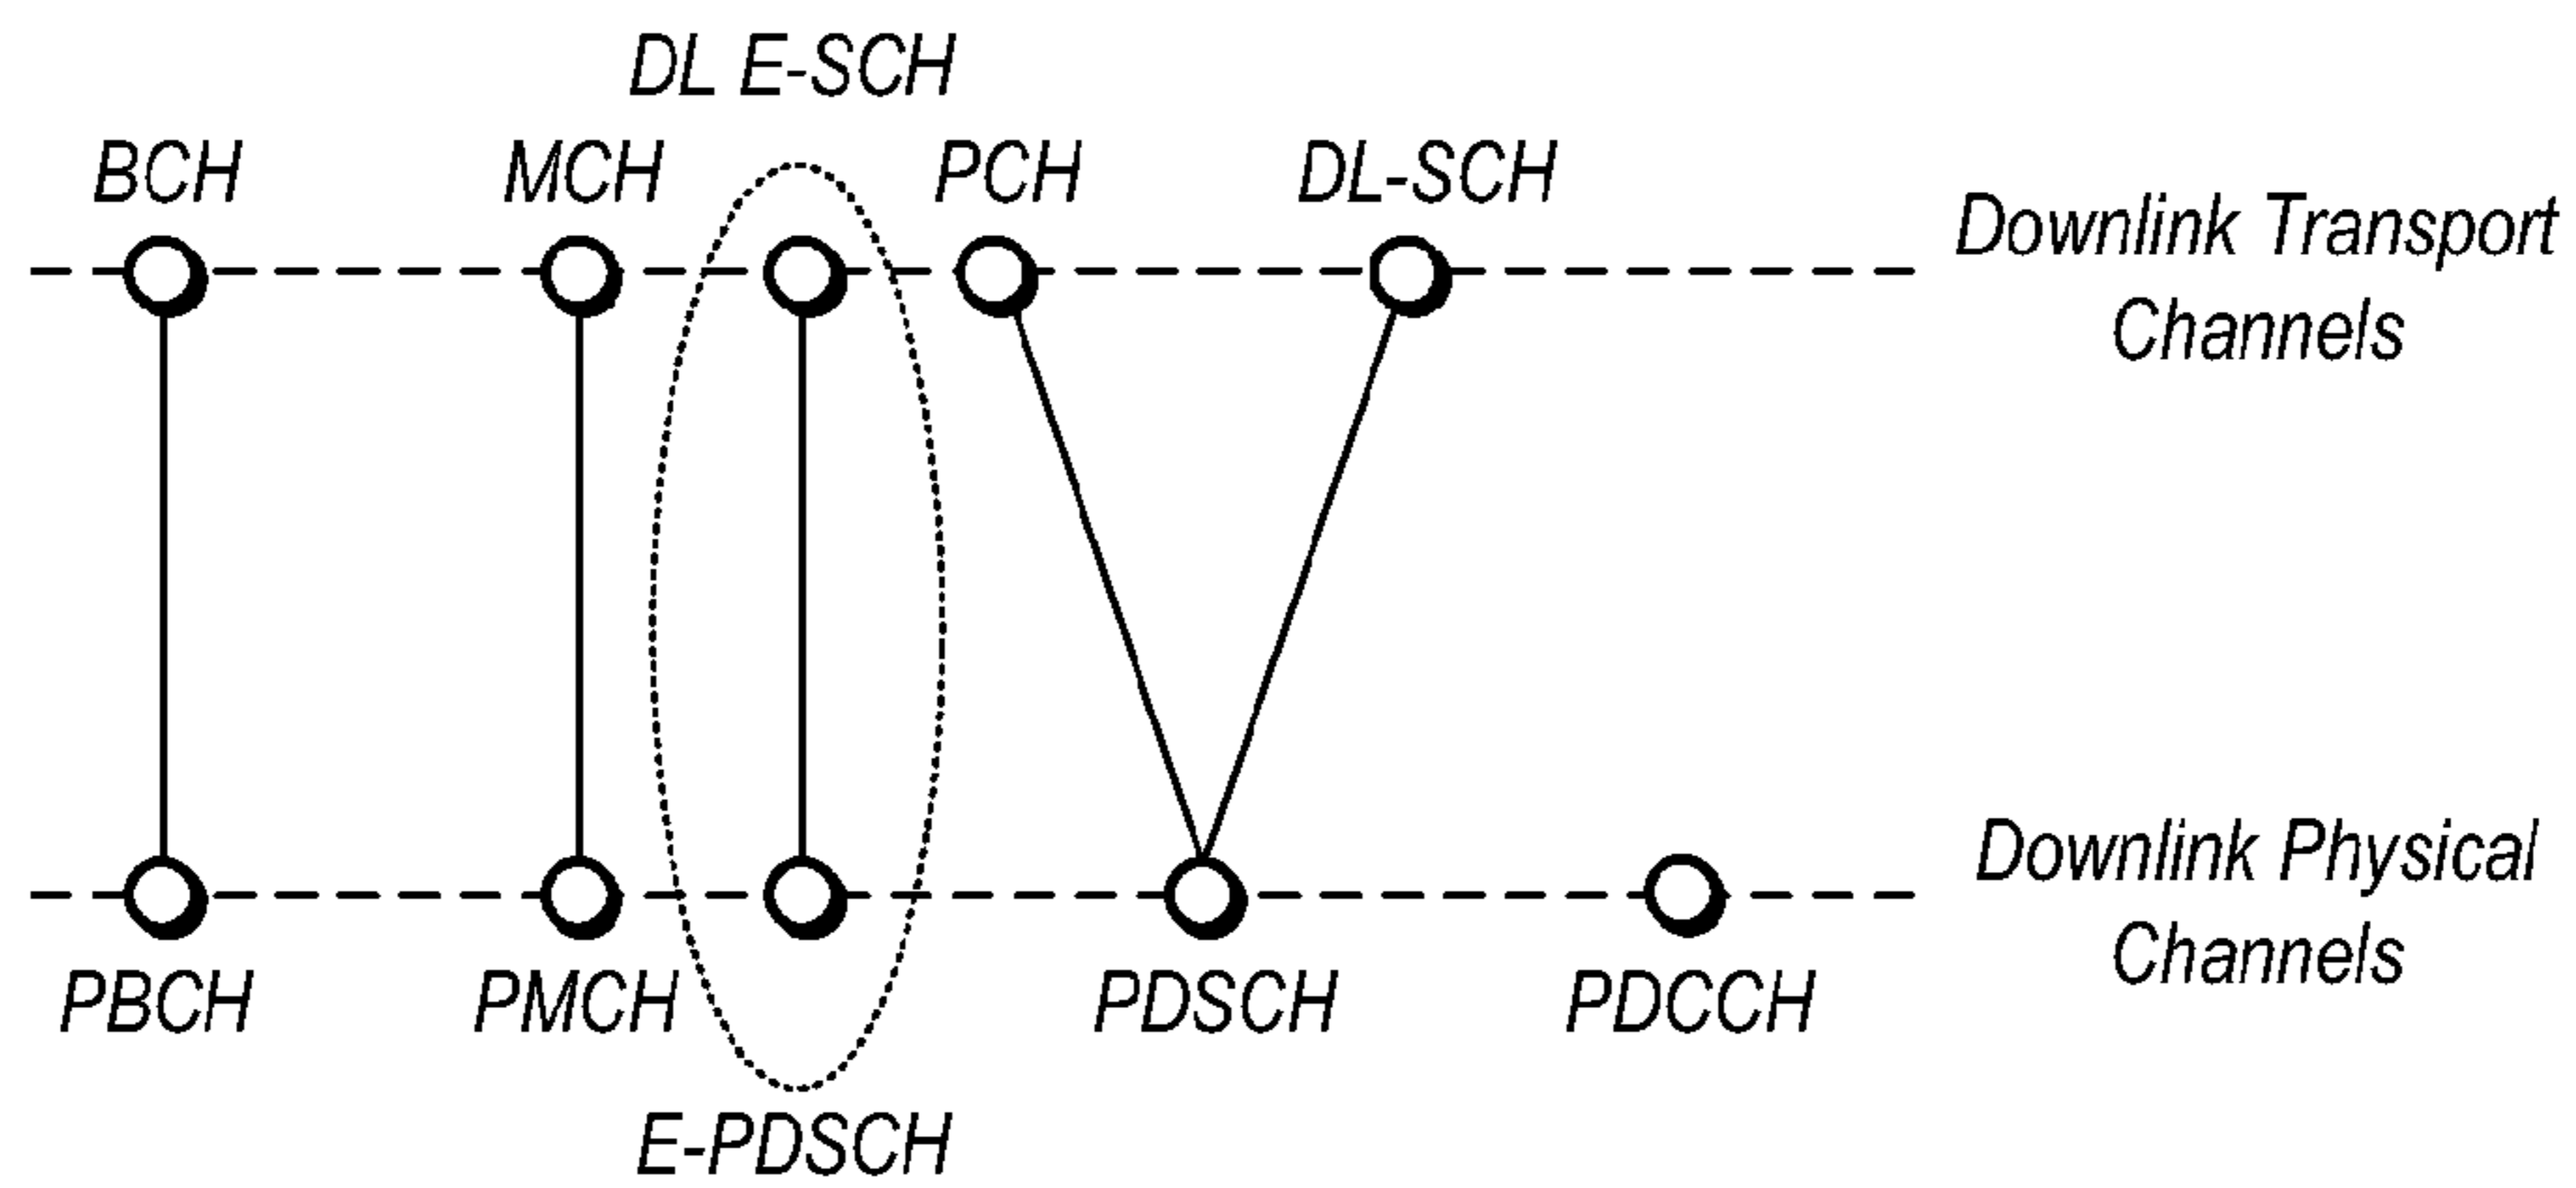 DL E-SCH
BCH
MCH
PCH
DL-SCH
Downlink Transport
Channels
Downlink Physical
Channels
PBCH
PMCH
PDSCH
PDCCH
E-PDSCH